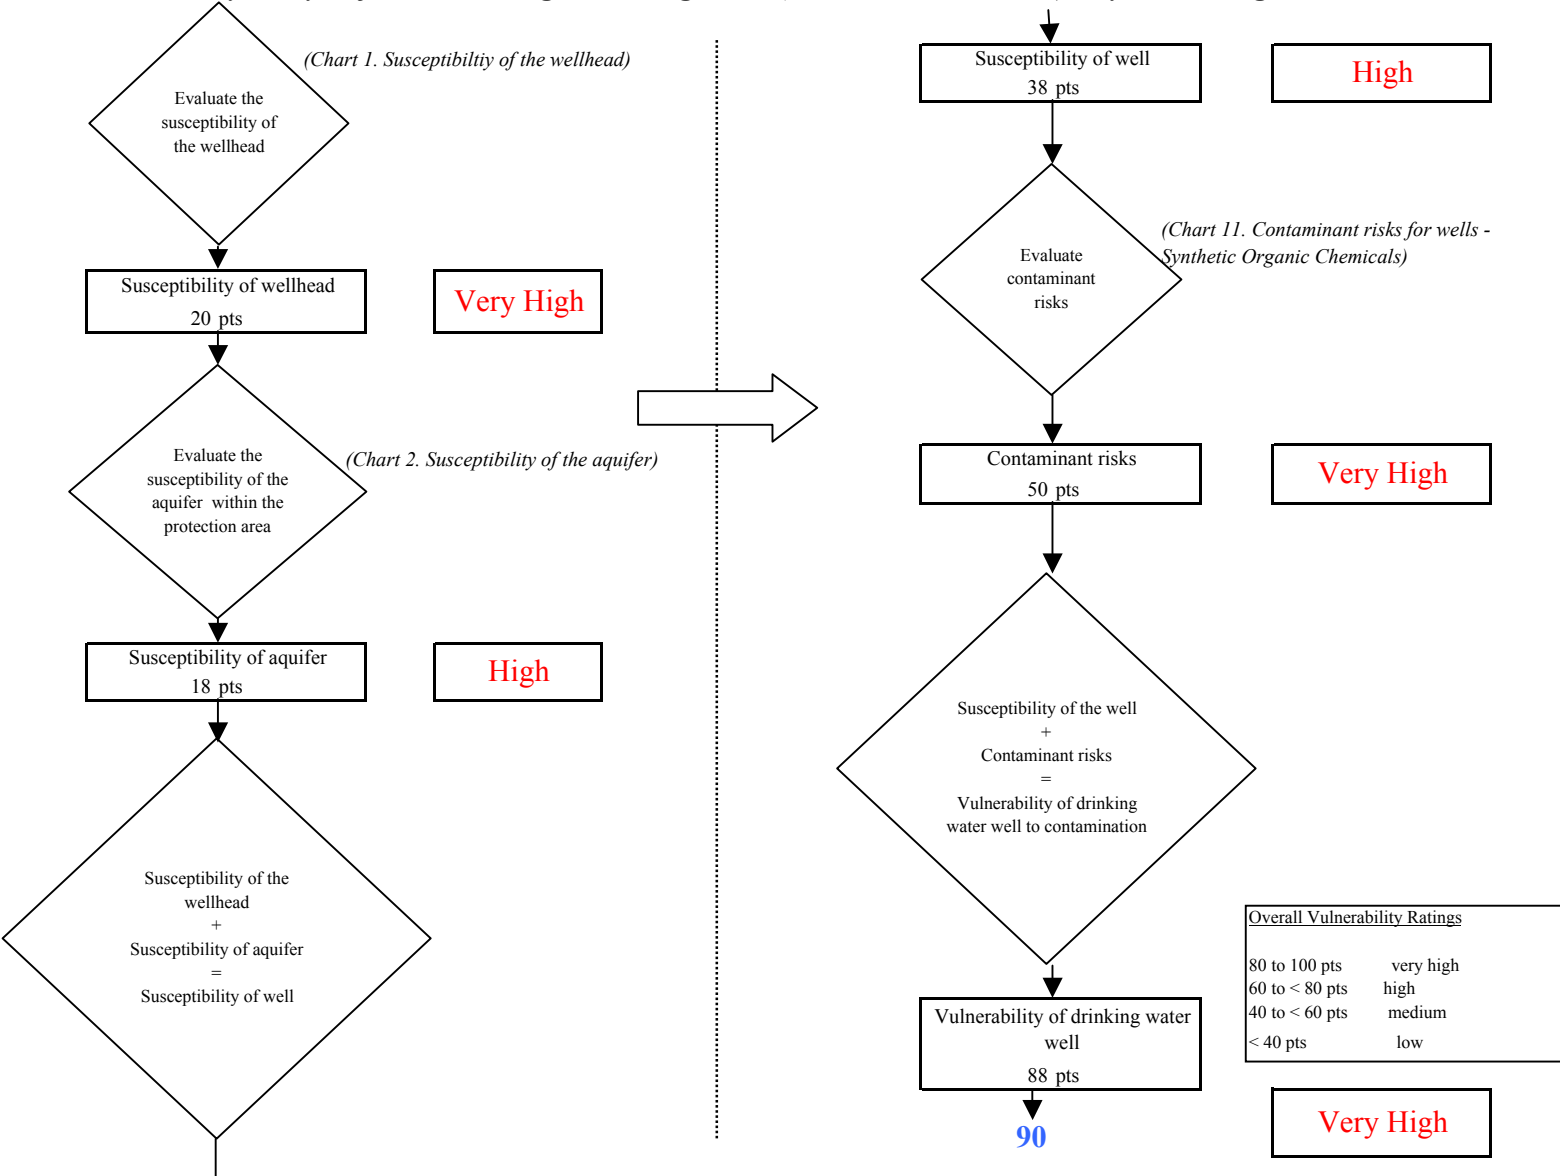 (Chart 1. Susceptibiltiy of the wellhead)
Evaluate the
susceptibility of
the wellhead
Susceptibility of wellhead
20 pts
Very High
Evaluate the
susceptibility of the
aquifer within the
protection area
(Chart 2. Susceptibility of the aquifer)
Susceptibility of aquifer
18 pts
High
Susceptibility of the
wellhead
+
Susceptibility of aquifer
=
Susceptibility of well
Susceptibility of well
38 pts
High
Evaluate
contaminant
risks
(Chart 11. Contaminant risks for wells -
Synthetic Organic Chemicals)
Contaminant risks
50 pts
Very High
Susceptibility of the well
+
Contaminant risks
=
Vulnerability of drinking
water well to contamination
Overall Vulnerability Ratings
80 to 100 pts very high
60 to < 80 pts high
40 to < 60 pts medium
< 40 pts low
Vulnerability of drinking water
well
88 pts
90
Very High